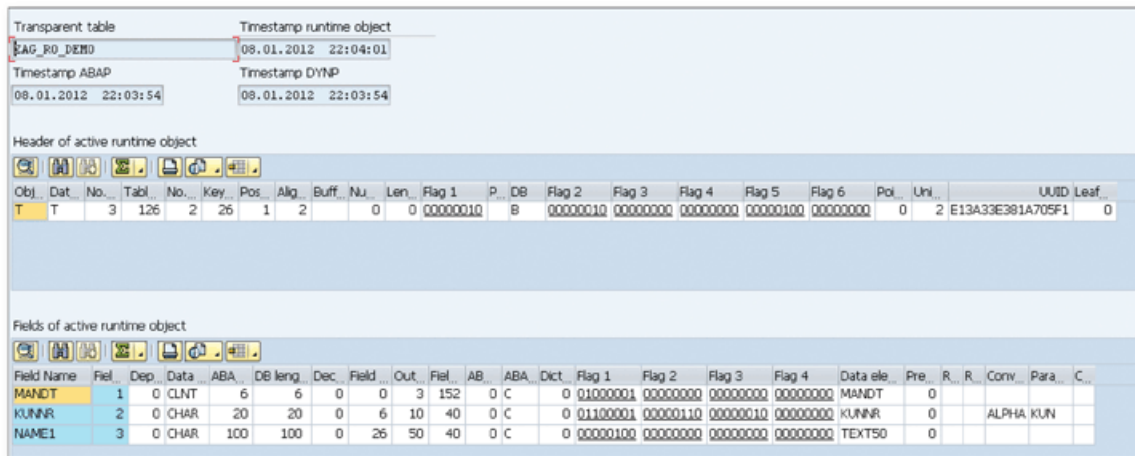 Transparent table Timestamp runtime object
ZAG_RO_DEMO 08.01.2012 22:04:01
Timestamp ABAP Timestamp DYNP
08.01.2012 22:03:54 08.01.2012 22:03:54
Header of active runtime object
Obj... Dat... No... Tabl... No... Key... Pos... Alig... Buff... Nu... Len... Flag 1 P... DB Flag 2 Flag 3 Flag 4 Flag 5 Flag 6 Poi... Uni... UUID Leaf...
T T 3 126 2 26 1 2 0 0 00000010 B 00000010 00000000 00000000 00000100 00000000 0 2 E13A33E381A705F1 0
Fields of active runtime object
Field Name Fiel... Dep... Data ... ABA... DB leng... Dec... Field ... Out... Fiel... AB... ABA... Dict... Flag 1 Flag 2 Flag 3 Flag 4 Data ele... Pre... R... R... Conv... Para... C...
MANDT 1 0 CLNT 6 6 0 0 3 152 0 C 0 01000001 00000000 00000000 00000000 MANDT 0
KUNNR 2 0 CHAR 20 20 0 6 10 40 0 C 0 01100001 00000110 00000010 00000000 KUNNR 0 ALPHA KUN
NAME1 3 0 CHAR 100 100 0 26 50 40 0 C 0 00000100 00000000 00000000 00000000 TEXT50 0